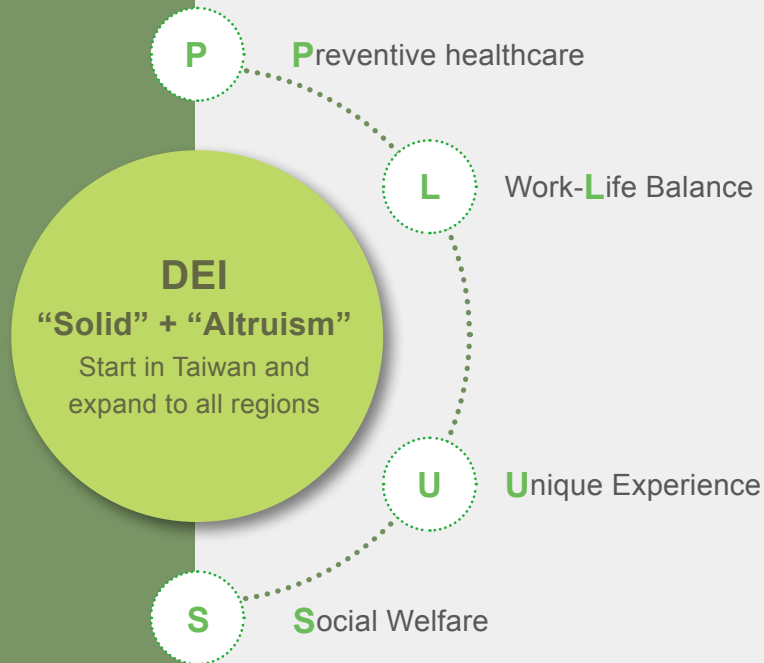 P
Preventive healthcare
L
Work-Life Balance
DEI
“Solid” + “Altruism”
Start in Taiwan and
expand to all regions
U
Unique Experience
S
Social Welfare